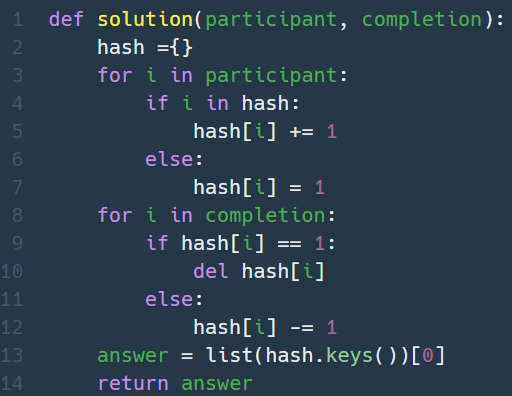 1 def solution(participant, completion):
2     hash ={}
3     for i in participant:
4         if i in hash:
5             hash[i] += 1
6         else:
7             hash[i] = 1
8     for i in completion:
9         if hash[i] == 1:
10             del hash[i]
11         else:
12             hash[i] -= 1
13     answer = list(hash.keys())[0]
14     return answer